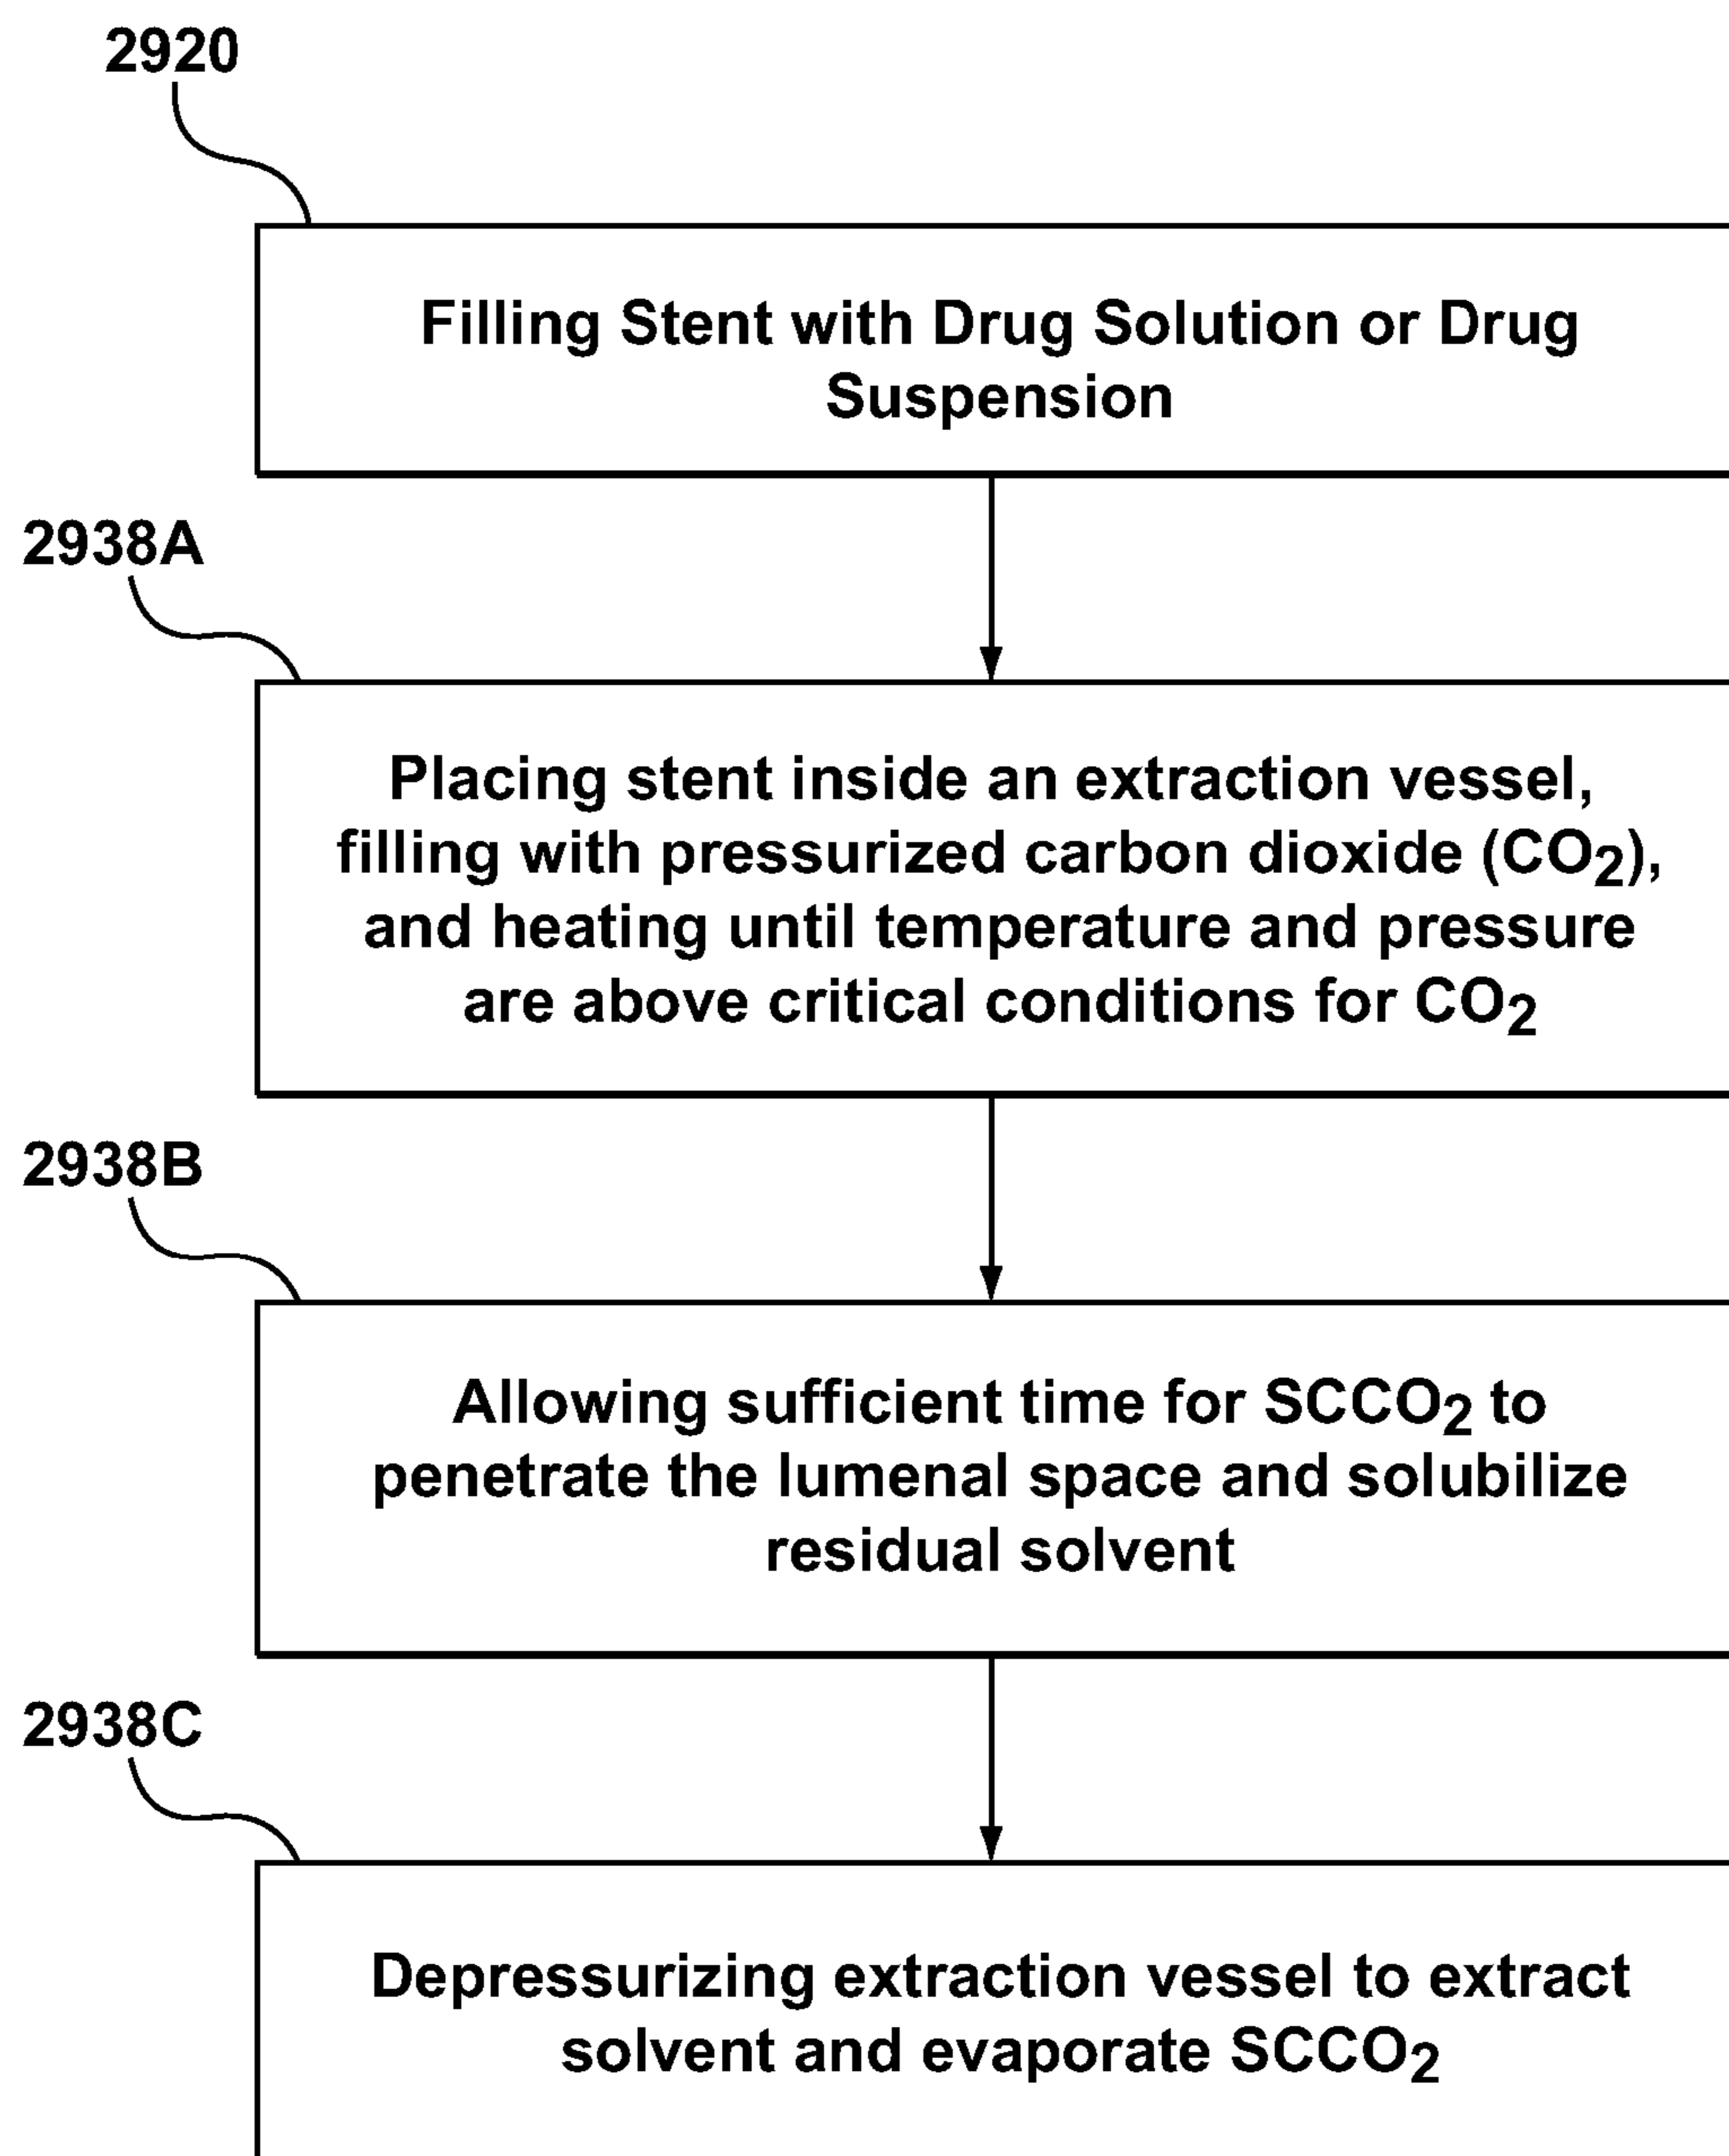 2920
Filling Stent with Drug Solution or Drug
Suspension
2938A
Placing stent inside an extraction vessel,
filling with pressurized carbon dioxide (CO₂),
and heating until temperature and pressure
are above critical conditions for CO₂
2938B
Allowing sufficient time for SCCO₂ to
penetrate the lumenal space and solubilize
residual solvent
2938C
Depressurizing extraction vessel to extract
solvent and evaporate SCCO₂